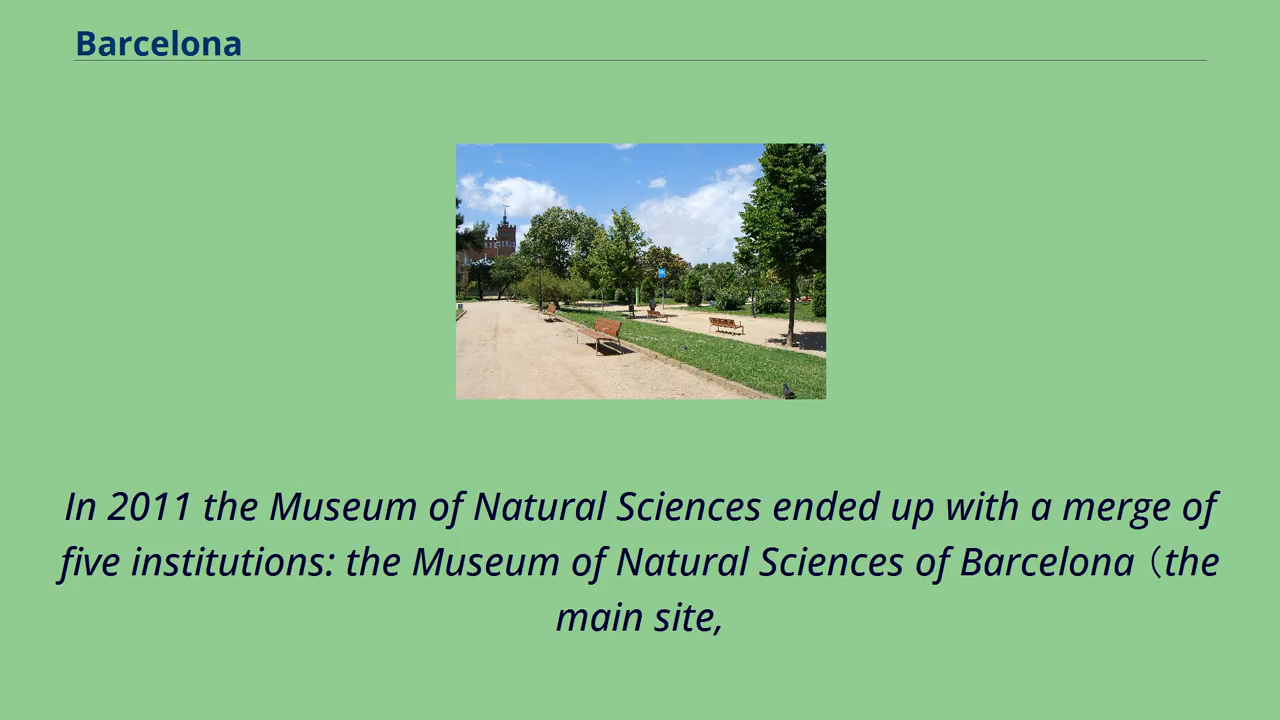 Barcelona
In 2011 the Museum of Natural Sciences ended up with a merge of
five institutions: the Museum of Natural Sciences of Barcelona（the
main site,